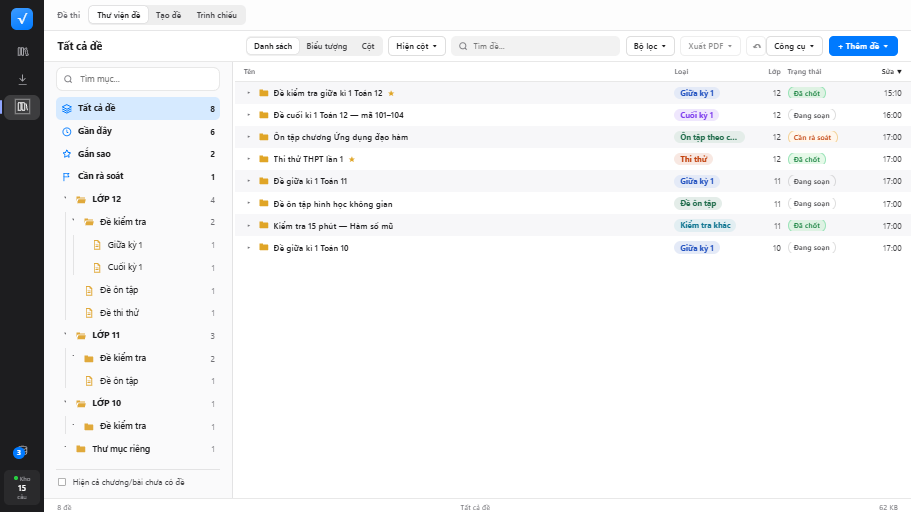 Đề thi
Thư viện đề
Tạo đề
Trình chiếu
Tất cả đề
Danh sách
Biểu tượng
Cột
Hiện cột
Tìm đề...
Bộ lọc
Xuất PDF
Công cụ
+ Thêm đề
Tìm mục...
Tất cả đề 8
Gần đây 6
Gắn sao 2
Cần rà soát 1
LỚP 12 4
Đề kiểm tra 2
Giữa kỳ 1 1
Cuối kỳ 1 1
Đề ôn tập 1
Đề thi thử 1
LỚP 11 3
Đề kiểm tra 2
Đề ôn tập 1
LỚP 10 1
Đề kiểm tra 1
Thư mục riêng 1
Hiện cả chương/bài chưa có đề
Tên Loại Lớp Trạng thái Sửa ▼
Đề kiểm tra giữa kì 1 Toán 12 ★ Giữa kỳ 1 12 Đã chốt 15:10
Đề cuối kì 1 Toán 12 — mã 101–104 Cuối kỳ 1 12 Đang soạn 16:00
Ôn tập chương Ứng dụng đạo hàm Ôn tập theo c... 12 Cần rà soát 17:00
Thi thử THPT lần 1 ★ Thi thử 12 Đã chốt 17:00
Đề giữa kì 1 Toán 11 Giữa kỳ 1 11 Đang soạn 17:00
Đề ôn tập hình học không gian Đề ôn tập 11 Đang soạn 17:00
Kiểm tra 15 phút — Hàm số mũ Kiểm tra khác 11 Đã chốt 17:00
Đề giữa kì 1 Toán 10 Giữa kỳ 1 10 Đang soạn 17:00
3
Kho
15
câu
8 đề
Tất cả đề
62 KB